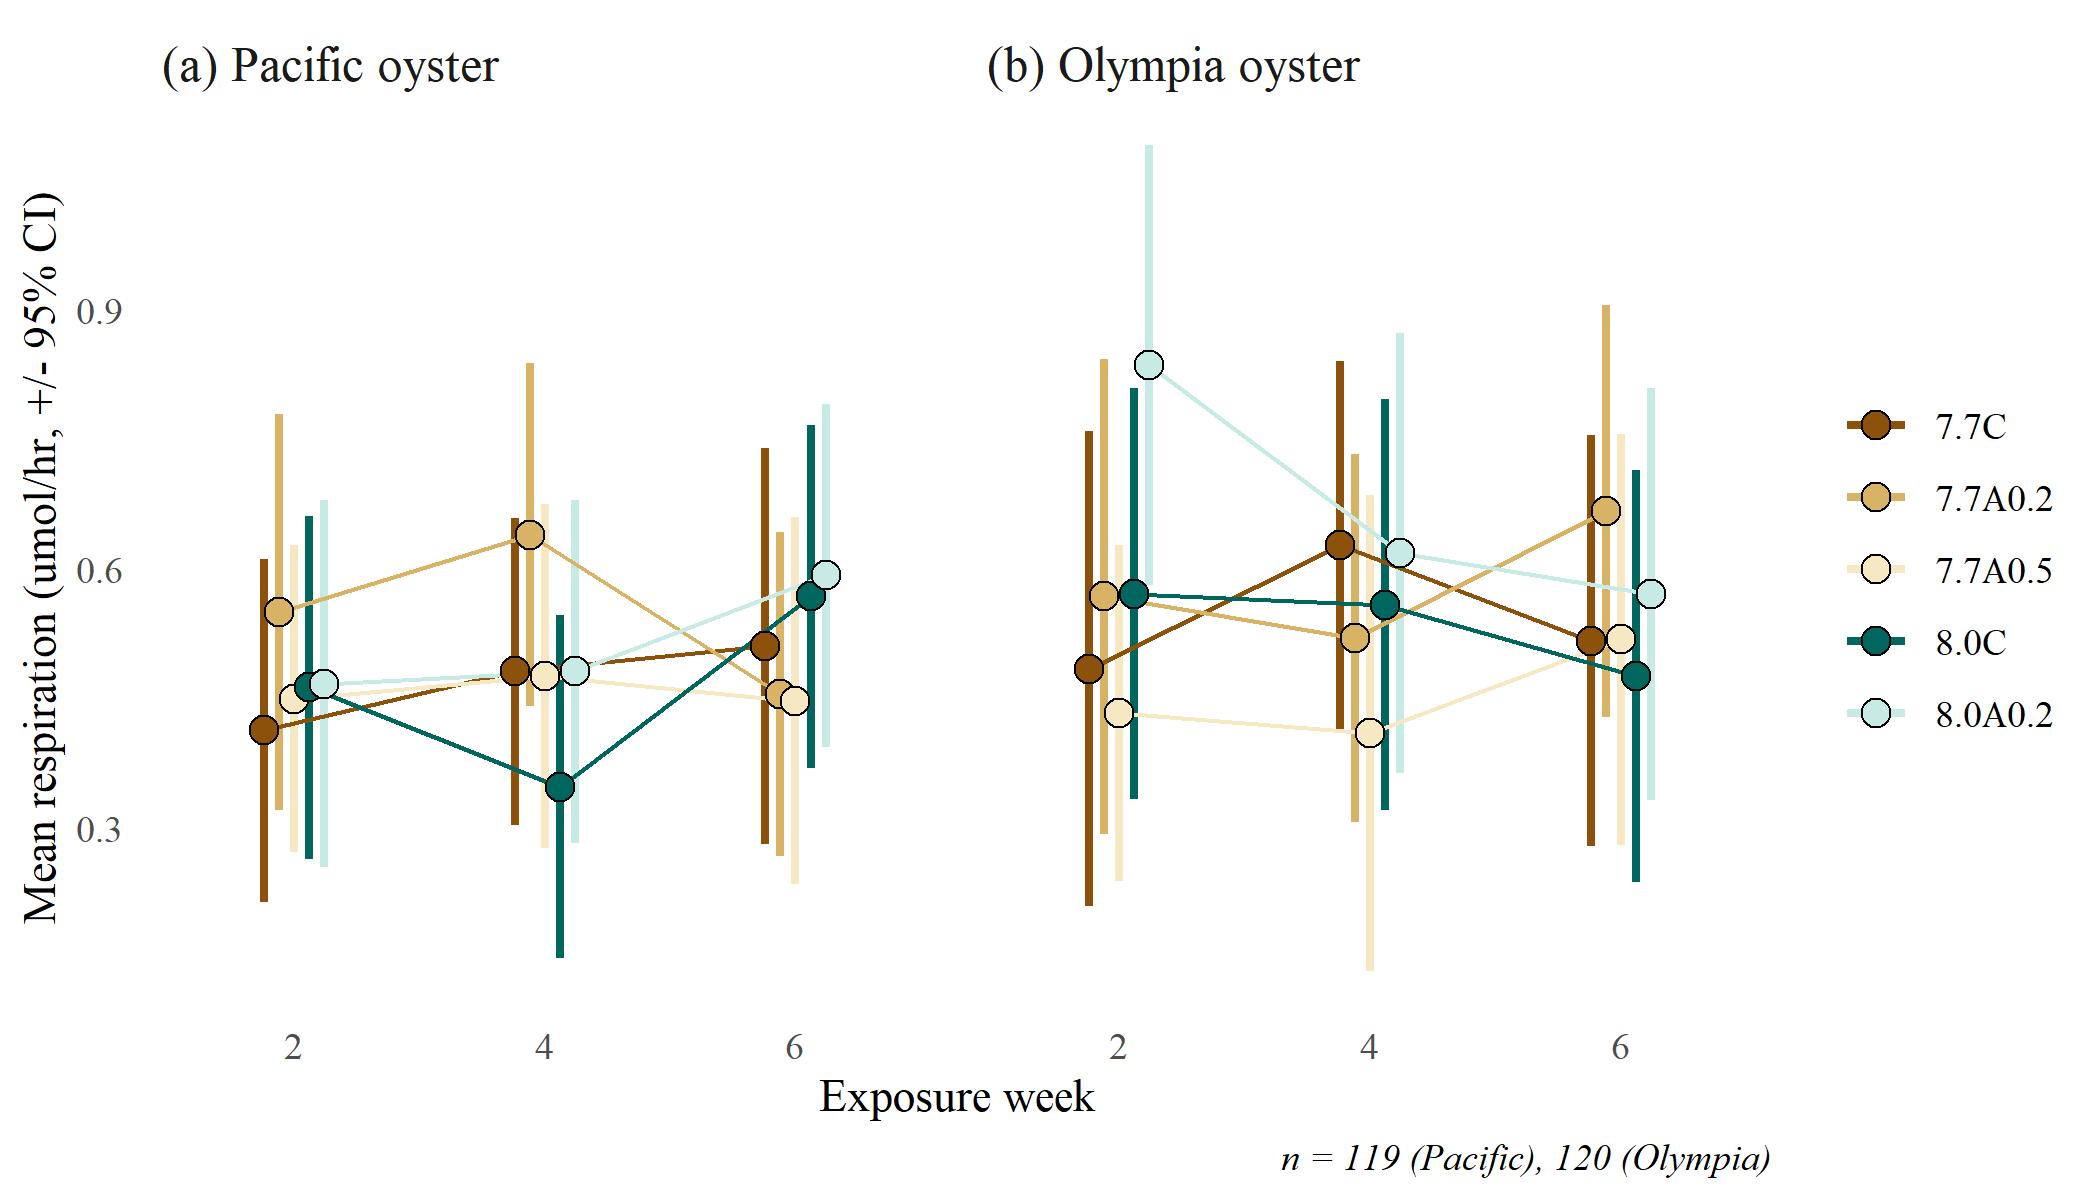 (a) Pacific oyster
(b) Olympia oyster
Mean respiration (umol/hr, +/- 95% CI)
0.9
0.6
0.3
2
4
6
2
4
6
Exposure week
7.7C
7.7A0.2
7.7A0.5
8.0C
8.0A0.2
n = 119 (Pacific), 120 (Olympia)